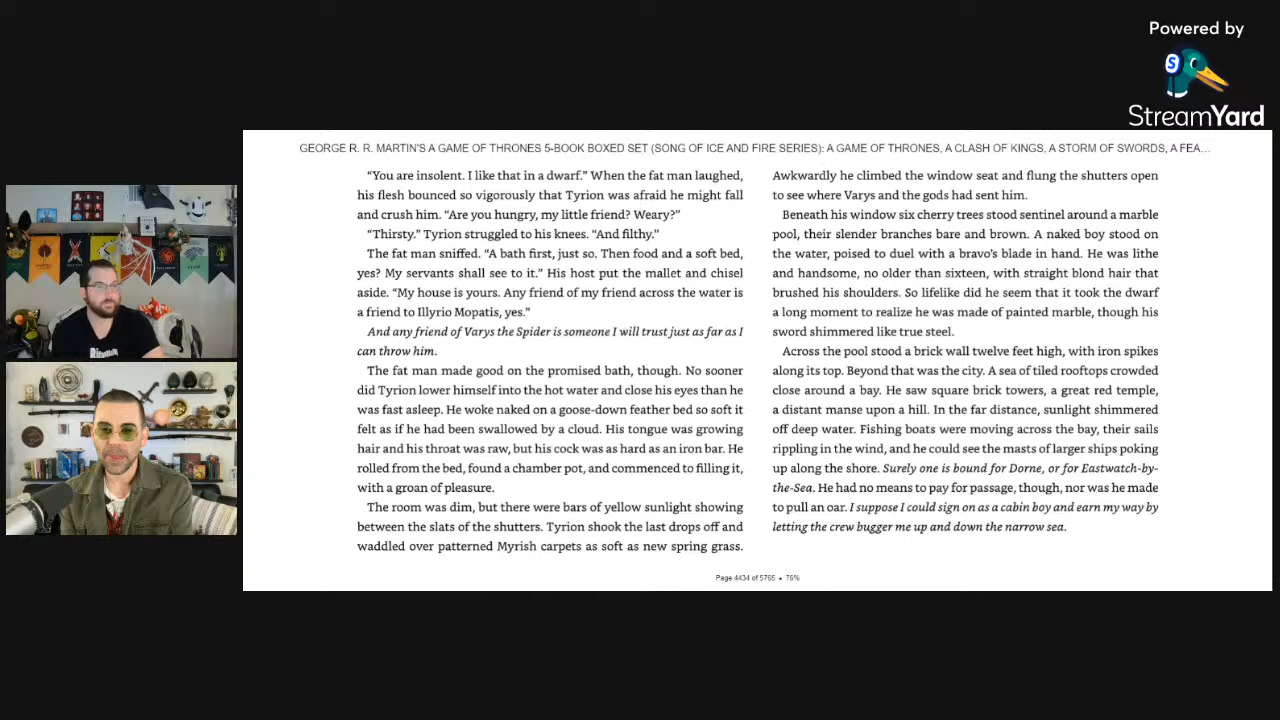 Powered by
S
StreamYard
GEORGE R. R. MARTIN'S A GAME OF THRONES 5-BOOK BOXED SET (SONG OF ICE AND FIRE SERIES): A GAME OF THRONES, A CLASH OF KINGS, A STORM OF SWORDS, A FEA...
“You are insolent. I like that in a dwarf.” When the fat man laughed,
his flesh bounced so vigorously that Tyrion was afraid he might fall
and crush him. “Are you hungry, my little friend? Weary?”
“Thirsty.” Tyrion struggled to his knees. “And filthy.”
The fat man sniffed. “A bath first, just so. Then food and a soft bed,
yes? My servants shall see to it.” His host put the mallet and chisel
aside. “My house is yours. Any friend of my friend across the water is
a friend to Illyrio Mopatis, yes.”
And any friend of Varys the Spider is someone I will trust just as far as I
can throw him.
The fat man made good on the promised bath, though. No sooner
did Tyrion lower himself into the hot water and close his eyes than he
was fast asleep. He woke naked on a goose-down feather bed so soft it
felt as if he had been swallowed by a cloud. His tongue was growing
hair and his throat was raw, but his cock was as hard as an iron bar. He
rolled from the bed, found a chamber pot, and commenced to filling it,
with a groan of pleasure.
The room was dim, but there were bars of yellow sunlight showing
between the slats of the shutters. Tyrion shook the last drops off and
waddled over patterned Myrish carpets as soft as new spring grass.
Awkwardly he climbed the window seat and flung the shutters open
to see where Varys and the gods had sent him.
Beneath his window six cherry trees stood sentinel around a marble
pool, their slender branches bare and brown. A naked boy stood on
the water, poised to duel with a bravo’s blade in hand. He was lithe
and handsome, no older than sixteen, with straight blond hair that
brushed his shoulders. So lifelike did he seem that it took the dwarf
a long moment to realize he was made of painted marble, though his
sword shimmered like true steel.
Across the pool stood a brick wall twelve feet high, with iron spikes
along its top. Beyond that was the city. A sea of tiled rooftops crowded
close around a bay. He saw square brick towers, a great red temple,
a distant manse upon a hill. In the far distance, sunlight shimmered
off deep water. Fishing boats were moving across the bay, their sails
rippling in the wind, and he could see the masts of larger ships poking
up along the shore. Surely one is bound for Dorne, or for Eastwatch-by-
the-Sea. He had no means to pay for passage, though, nor was he made
to pull an oar. I suppose I could sign on as a cabin boy and earn my way by
letting the crew bugger me up and down the narrow sea.
Page 4434 of 5765 • 76%